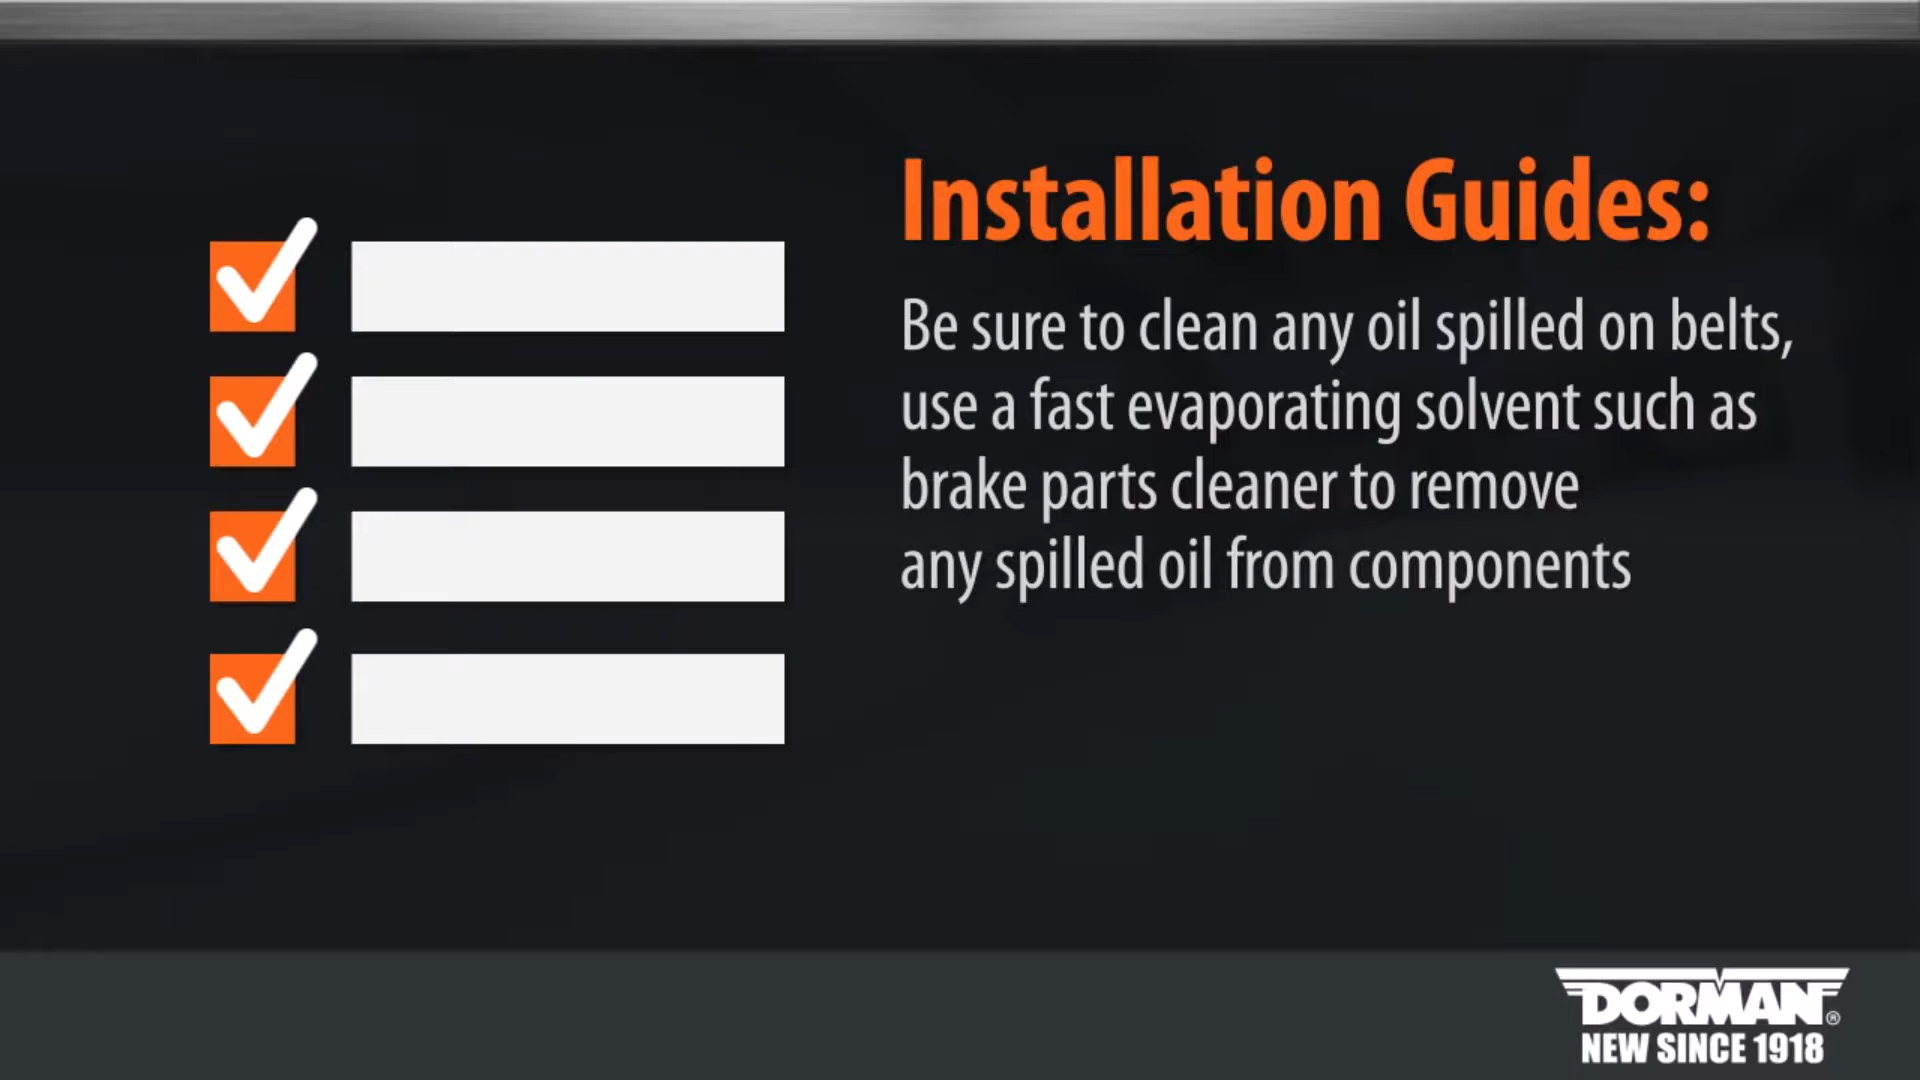 Installation Guides:
Be sure to clean any oil spilled on belts,
use a fast evaporating solvent such as
brake parts cleaner to remove
any spilled oil from components
DORMAN®
NEW SINCE 1918